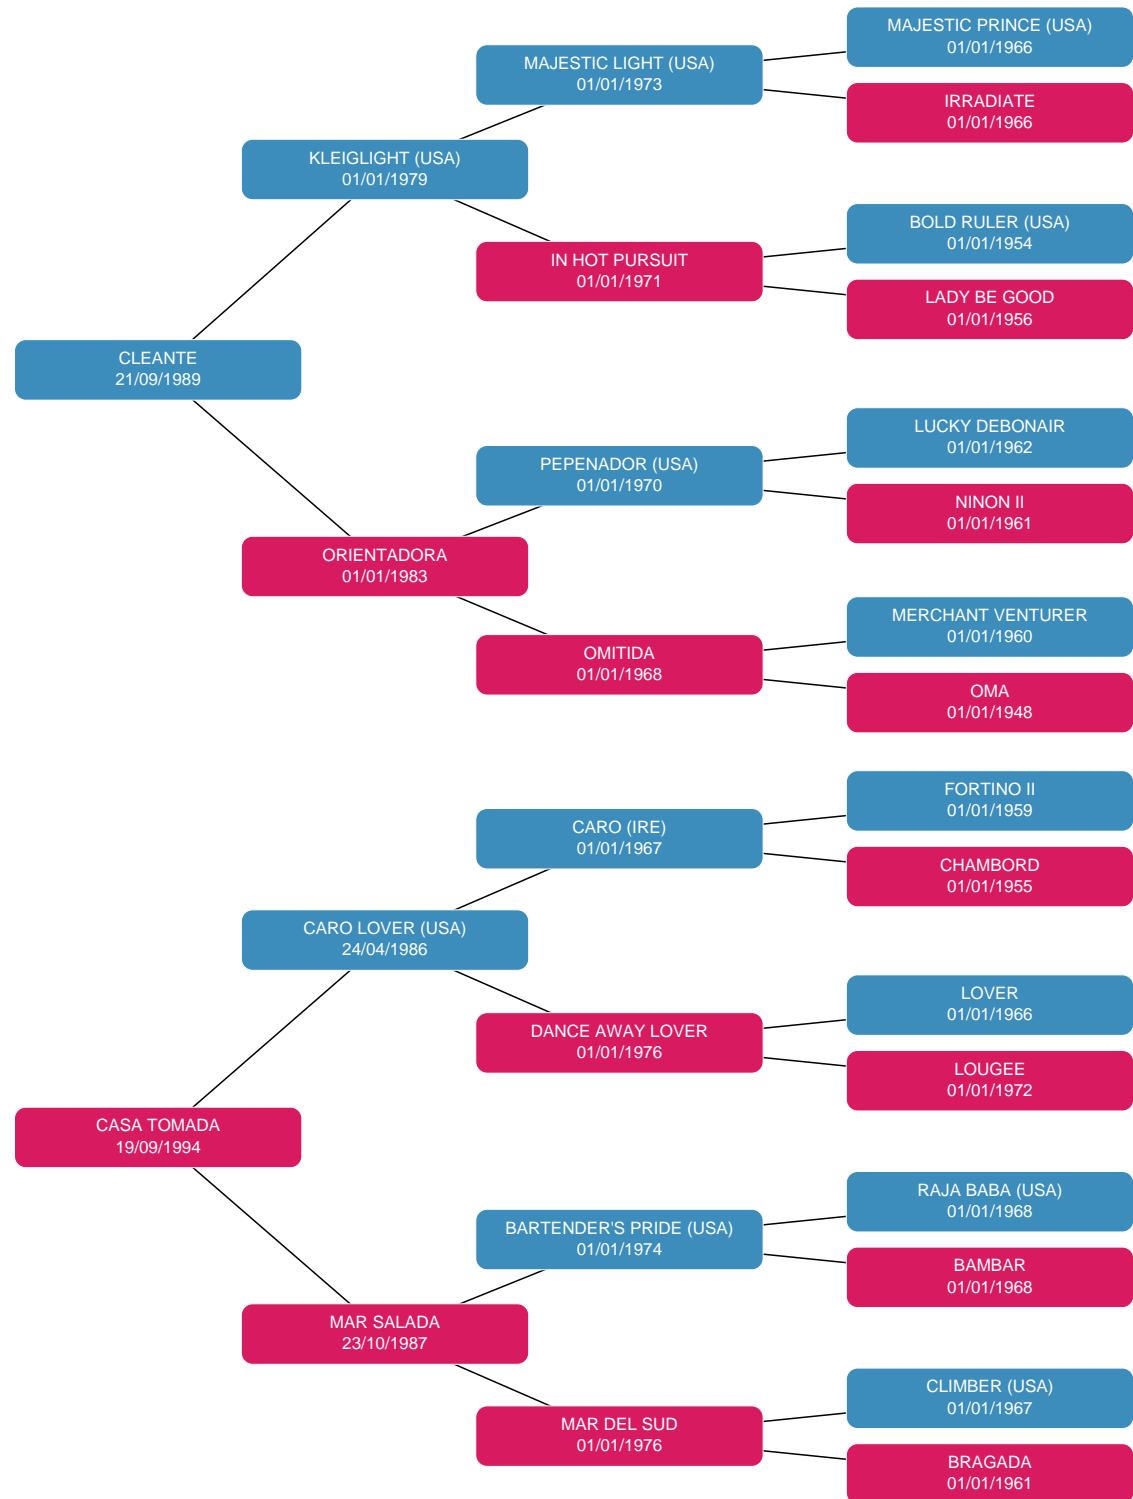 MAJESTIC PRINCE (USA)
01/01/1966
MAJESTIC LIGHT (USA)
01/01/1973
IRRADIATE
01/01/1966
KLEIGLIGHT (USA)
01/01/1979
BOLD RULER (USA)
01/01/1954
IN HOT PURSUIT
01/01/1971
LADY BE GOOD
01/01/1956
CLEANTE
21/09/1989
LUCKY DEBONAIR
01/01/1962
PEPENADOR (USA)
01/01/1970
NINON II
01/01/1961
ORIENTADORA
01/01/1983
MERCHANT VENTURER
01/01/1960
OMITIDA
01/01/1968
OMA
01/01/1948
FORTINO II
01/01/1959
CARO (IRE)
01/01/1967
CHAMBORD
01/01/1955
CARO LOVER (USA)
24/04/1986
LOVER
01/01/1966
DANCE AWAY LOVER
01/01/1976
LOUGEE
01/01/1972
CASA TOMADA
19/09/1994
RAJA BABA (USA)
01/01/1968
BARTENDER'S PRIDE (USA)
01/01/1974
BAMBAR
01/01/1968
MAR SALADA
23/10/1987
CLIMBER (USA)
01/01/1967
MAR DEL SUD
01/01/1976
BRAGADA
01/01/1961